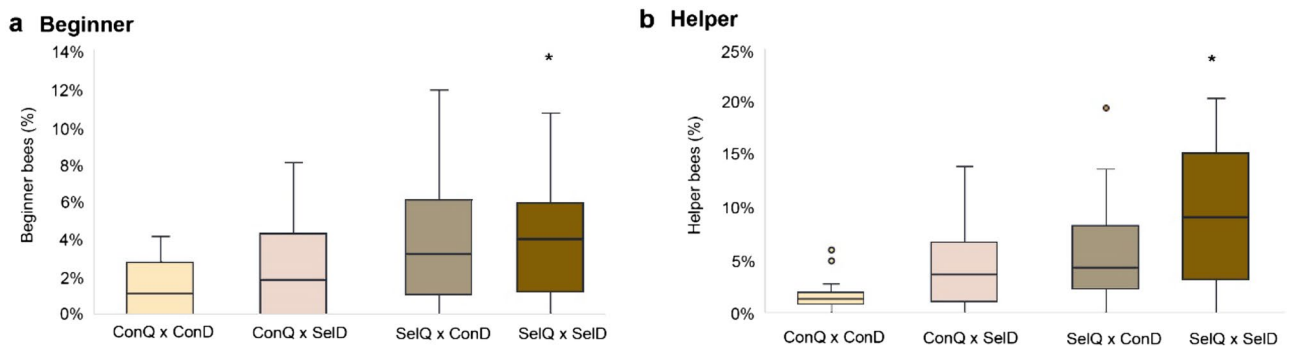 a Beginner
14%
12%
10%
8%
6%
4%
2%
0%
Beginner bees (%)
*
ConQ x ConD
ConQ x SelD
SelQ x ConD
SelQ x SelD
b Helper
25%
20%
15%
10%
5%
0%
Helper bees (%)
*
ConQ x ConD
ConQ x SelD
SelQ x ConD
SelQ x SelD